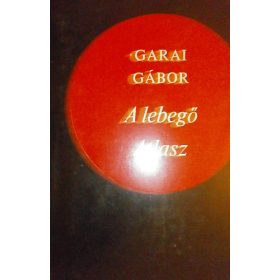 GARAI
GÁBOR
A lebegő
Atlasz